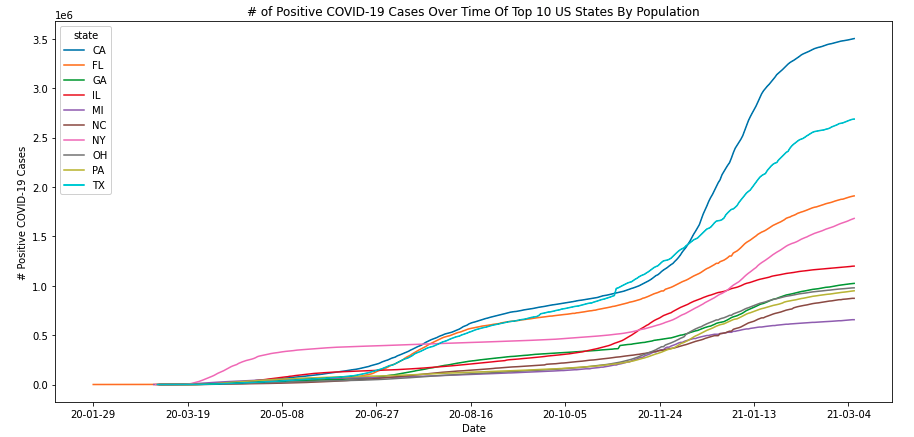 # of Positive COVID-19 Cases Over Time Of Top 10 US States By Population
1e6
3.5
3.0
2.5
2.0
1.5
1.0
0.5
0.0
# Positive COVID-19 Cases
state
CA
FL
GA
IL
MI
NC
NY
OH
PA
TX
20-01-29 20-03-19 20-05-08 20-06-27 20-08-16 20-10-05 20-11-24 21-01-13 21-03-04
Date